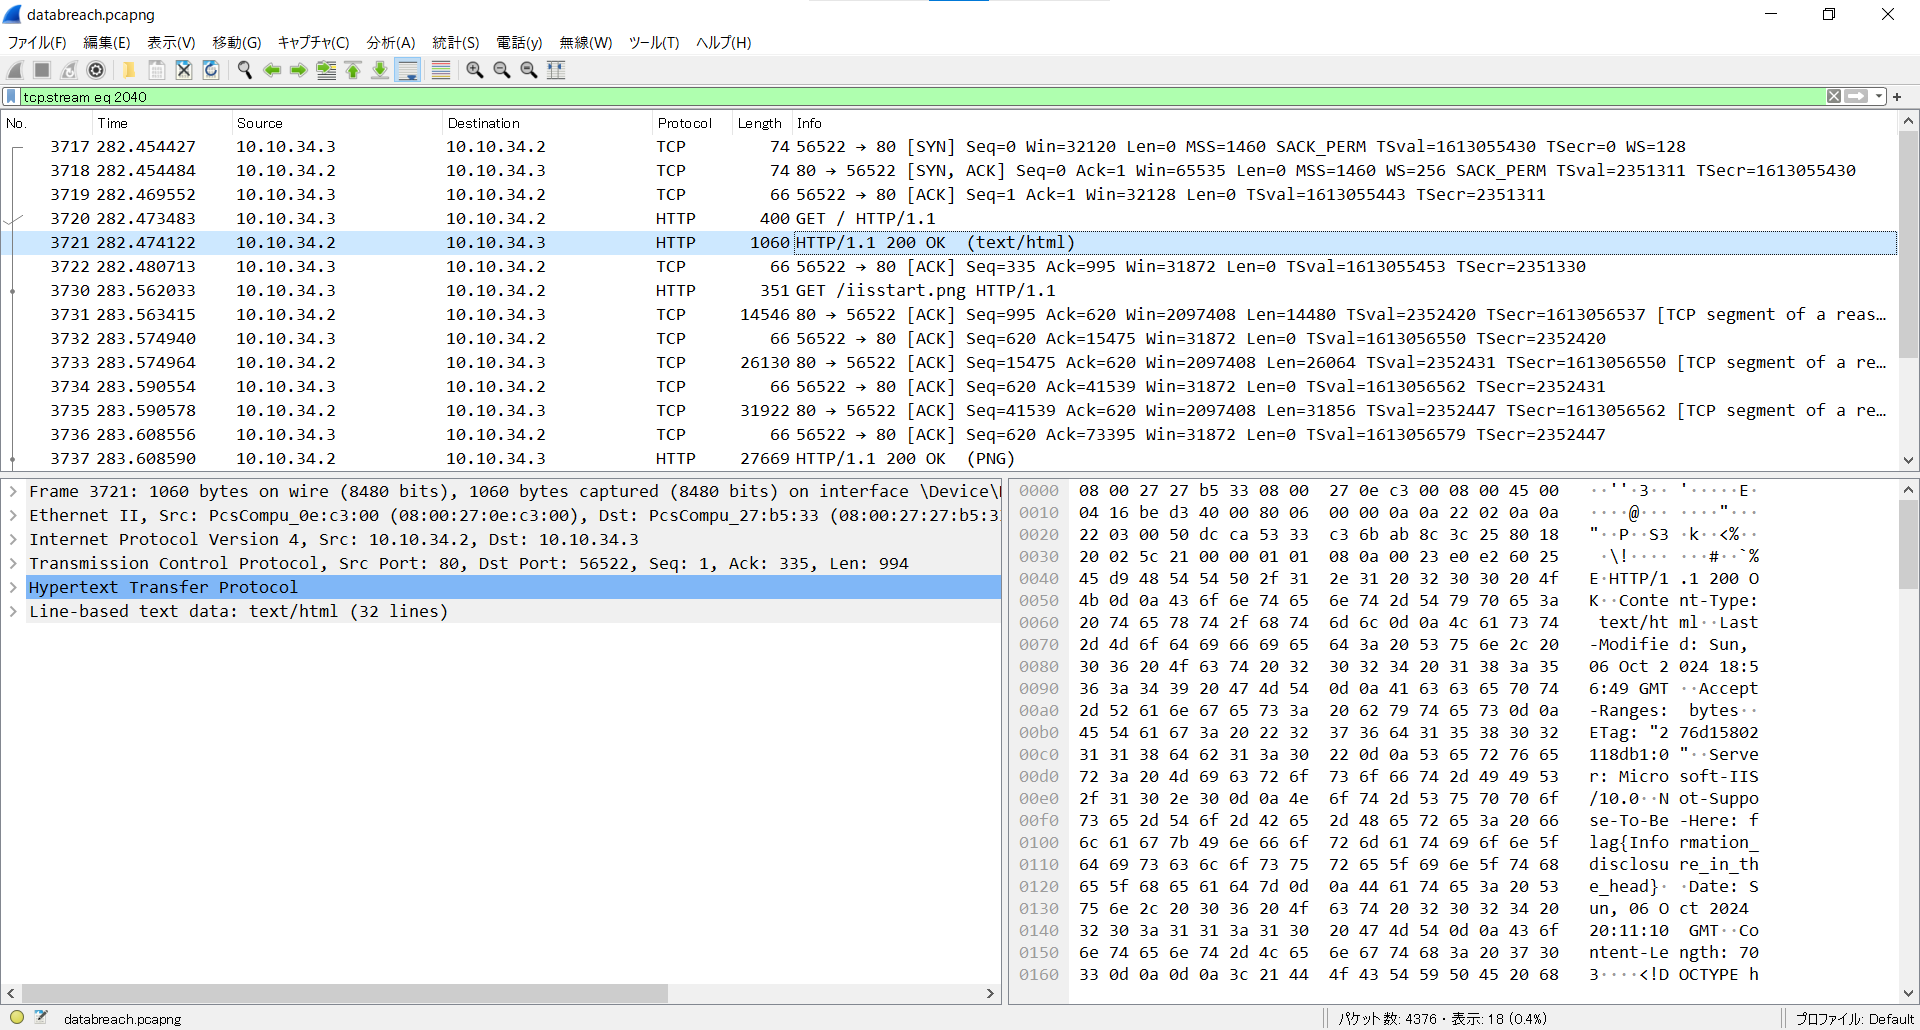 databreach.pcapng
ファイル(F) 編集(E) 表示(V) 移動(G) キャプチャ(C) 分析(A) 統計(S) 電話(y) 無線(W) ツール(T) ヘルプ(H)
tcp.stream eq 2040
No. Time Source Destination Protocol Length Info
3717 282.454427 10.10.34.3 10.10.34.2 TCP 74 56522 → 80 [SYN] Seq=0 Win=32120 Len=0 MSS=1460 SACK_PERM TSval=1613055430 TSecr=0 WS=128
3718 282.454484 10.10.34.2 10.10.34.3 TCP 74 80 → 56522 [SYN, ACK] Seq=0 Ack=1 Win=65535 Len=0 MSS=1460 WS=256 SACK_PERM TSval=2351311 TSecr=1613055430
3719 282.469552 10.10.34.3 10.10.34.2 TCP 66 56522 → 80 [ACK] Seq=1 Ack=1 Win=32128 Len=0 TSval=1613055443 TSecr=2351311
3720 282.473483 10.10.34.3 10.10.34.2 HTTP 400 GET / HTTP/1.1
3721 282.474122 10.10.34.2 10.10.34.3 HTTP 1060 HTTP/1.1 200 OK  (text/html)
3722 282.480713 10.10.34.3 10.10.34.2 TCP 66 56522 → 80 [ACK] Seq=335 Ack=995 Win=31872 Len=0 TSval=1613055453 TSecr=2351330
3730 283.562033 10.10.34.3 10.10.34.2 HTTP 351 GET /iisstart.png HTTP/1.1
3731 283.563415 10.10.34.2 10.10.34.3 TCP 14546 80 → 56522 [ACK] Seq=995 Ack=620 Win=2097408 Len=14480 TSval=2352420 TSecr=1613056537 [TCP segment of a reas…
3732 283.574940 10.10.34.3 10.10.34.2 TCP 66 56522 → 80 [ACK] Seq=620 Ack=15475 Win=31872 Len=0 TSval=1613056550 TSecr=2352420
3733 283.574964 10.10.34.2 10.10.34.3 TCP 26130 80 → 56522 [ACK] Seq=15475 Ack=620 Win=2097408 Len=26064 TSval=2352431 TSecr=1613056550 [TCP segment of a re…
3734 283.590554 10.10.34.3 10.10.34.2 TCP 66 56522 → 80 [ACK] Seq=620 Ack=41539 Win=31872 Len=0 TSval=1613056562 TSecr=2352431
3735 283.590578 10.10.34.2 10.10.34.3 TCP 31922 80 → 56522 [ACK] Seq=41539 Ack=620 Win=2097408 Len=31856 TSval=2352447 TSecr=1613056562 [TCP segment of a re…
3736 283.608556 10.10.34.3 10.10.34.2 TCP 66 56522 → 80 [ACK] Seq=620 Ack=73395 Win=31872 Len=0 TSval=1613056579 TSecr=2352447
3737 283.608590 10.10.34.2 10.10.34.3 HTTP 27669 HTTP/1.1 200 OK  (PNG)
Frame 3721: 1060 bytes on wire (8480 bits), 1060 bytes captured (8480 bits) on interface \Device\
Ethernet II, Src: PcsCompu_0e:c3:00 (08:00:27:0e:c3:00), Dst: PcsCompu_27:b5:33 (08:00:27:27:b5:3
Internet Protocol Version 4, Src: 10.10.34.2, Dst: 10.10.34.3
Transmission Control Protocol, Src Port: 80, Dst Port: 56522, Seq: 1, Ack: 335, Len: 994
Hypertext Transfer Protocol
Line-based text data: text/html (32 lines)
0000 08 00 27 27 b5 33 08 00 27 0e c3 00 08 00 45 00 ··''·3·· '·····E·
0010 04 16 be d3 40 00 80 06 00 00 0a 0a 22 02 0a 0a ····@··· ····"···
0020 22 03 00 50 dc ca 53 33 c3 6b ab 8c 3c 25 80 18 "··P··S3 ·k··<%··
0030 20 02 5c 21 00 00 01 01 08 0a 00 23 e0 e2 60 25 ·\!···· ···#··`%
0040 45 d9 48 54 54 50 2f 31 2e 31 20 32 30 30 20 4f E·HTTP/1 .1 200 O
0050 4b 0d 0a 43 6f 6e 74 65 6e 74 2d 54 79 70 65 3a K··Conte nt-Type:
0060 20 74 65 78 74 2f 68 74 6d 6c 0d 0a 4c 61 73 74 text/ht ml··Last
0070 2d 4d 6f 64 69 66 69 65 64 3a 20 53 75 6e 2c 20 -Modifie d: Sun,
0080 30 36 20 4f 63 74 20 32 30 32 34 20 31 38 3a 35 06 Oct 2 024 18:5
0090 36 3a 34 39 20 47 4d 54 0d 0a 41 63 63 65 70 74 6:49 GMT ··Accept
00a0 2d 52 61 6e 67 65 73 3a 20 62 79 74 65 73 0d 0a -Ranges: bytes··
00b0 45 54 61 67 3a 20 22 32 37 36 64 31 35 38 30 32 ETag: "2 76d15802
00c0 31 31 38 64 62 31 3a 30 22 0d 0a 53 65 72 76 65 118db1:0 "··Serve
00d0 72 3a 20 4d 69 63 72 6f 73 6f 66 74 2d 49 49 53 r: Micro soft-IIS
00e0 2f 31 30 2e 30 0d 0a 4e 6f 74 2d 53 75 70 70 6f /10.0··N ot-Suppo
00f0 73 65 2d 54 6f 2d 42 65 2d 48 65 72 65 3a 20 66 se-To-Be -Here: f
0100 6c 61 67 7b 49 6e 66 6f 72 6d 61 74 69 6f 6e 5f lag{Info rmation_
0110 64 69 73 63 6c 6f 73 75 72 65 5f 69 6e 5f 74 68 disclosu re_in_th
0120 65 5f 68 65 61 64 7d 0d 0a 44 61 74 65 3a 20 53 e_head}· ·Date: S
0130 75 6e 2c 20 30 36 20 4f 63 74 20 32 30 32 34 20 un, 06 O ct 2024
0140 32 30 3a 31 31 3a 31 30 20 47 4d 54 0d 0a 43 6f 20:11:10 GMT··Co
0150 6e 74 65 6e 74 2d 4c 65 6e 67 74 68 3a 20 37 30 ntent-Le ngth: 70
0160 33 0d 0a 0d 0a 3c 21 44 4f 43 54 59 50 45 20 68 3····<!D OCTYPE h
databreach.pcapng パケット数: 4376 · 表示: 18 (0.4%) プロファイル: Default